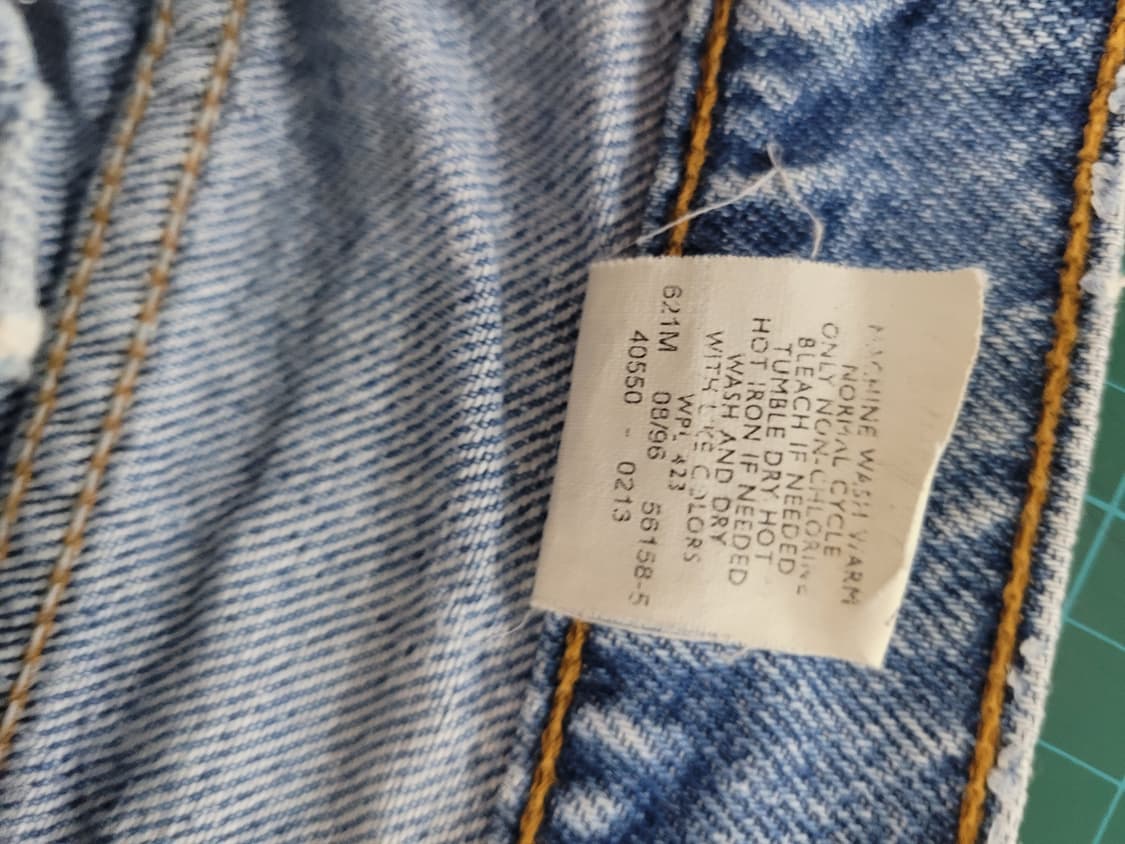 MACHINE WASH WARM
NORMAL CYCLE
ONLY NON-CHLORINE
BLEACH IF NEEDED
TUMBLE DRY HOT
HOT IRON IF NEEDED
WASH AND DRY
WITH LIKE COLORS
WPL 423
621M 08/96 56158-5
40550 - 0213